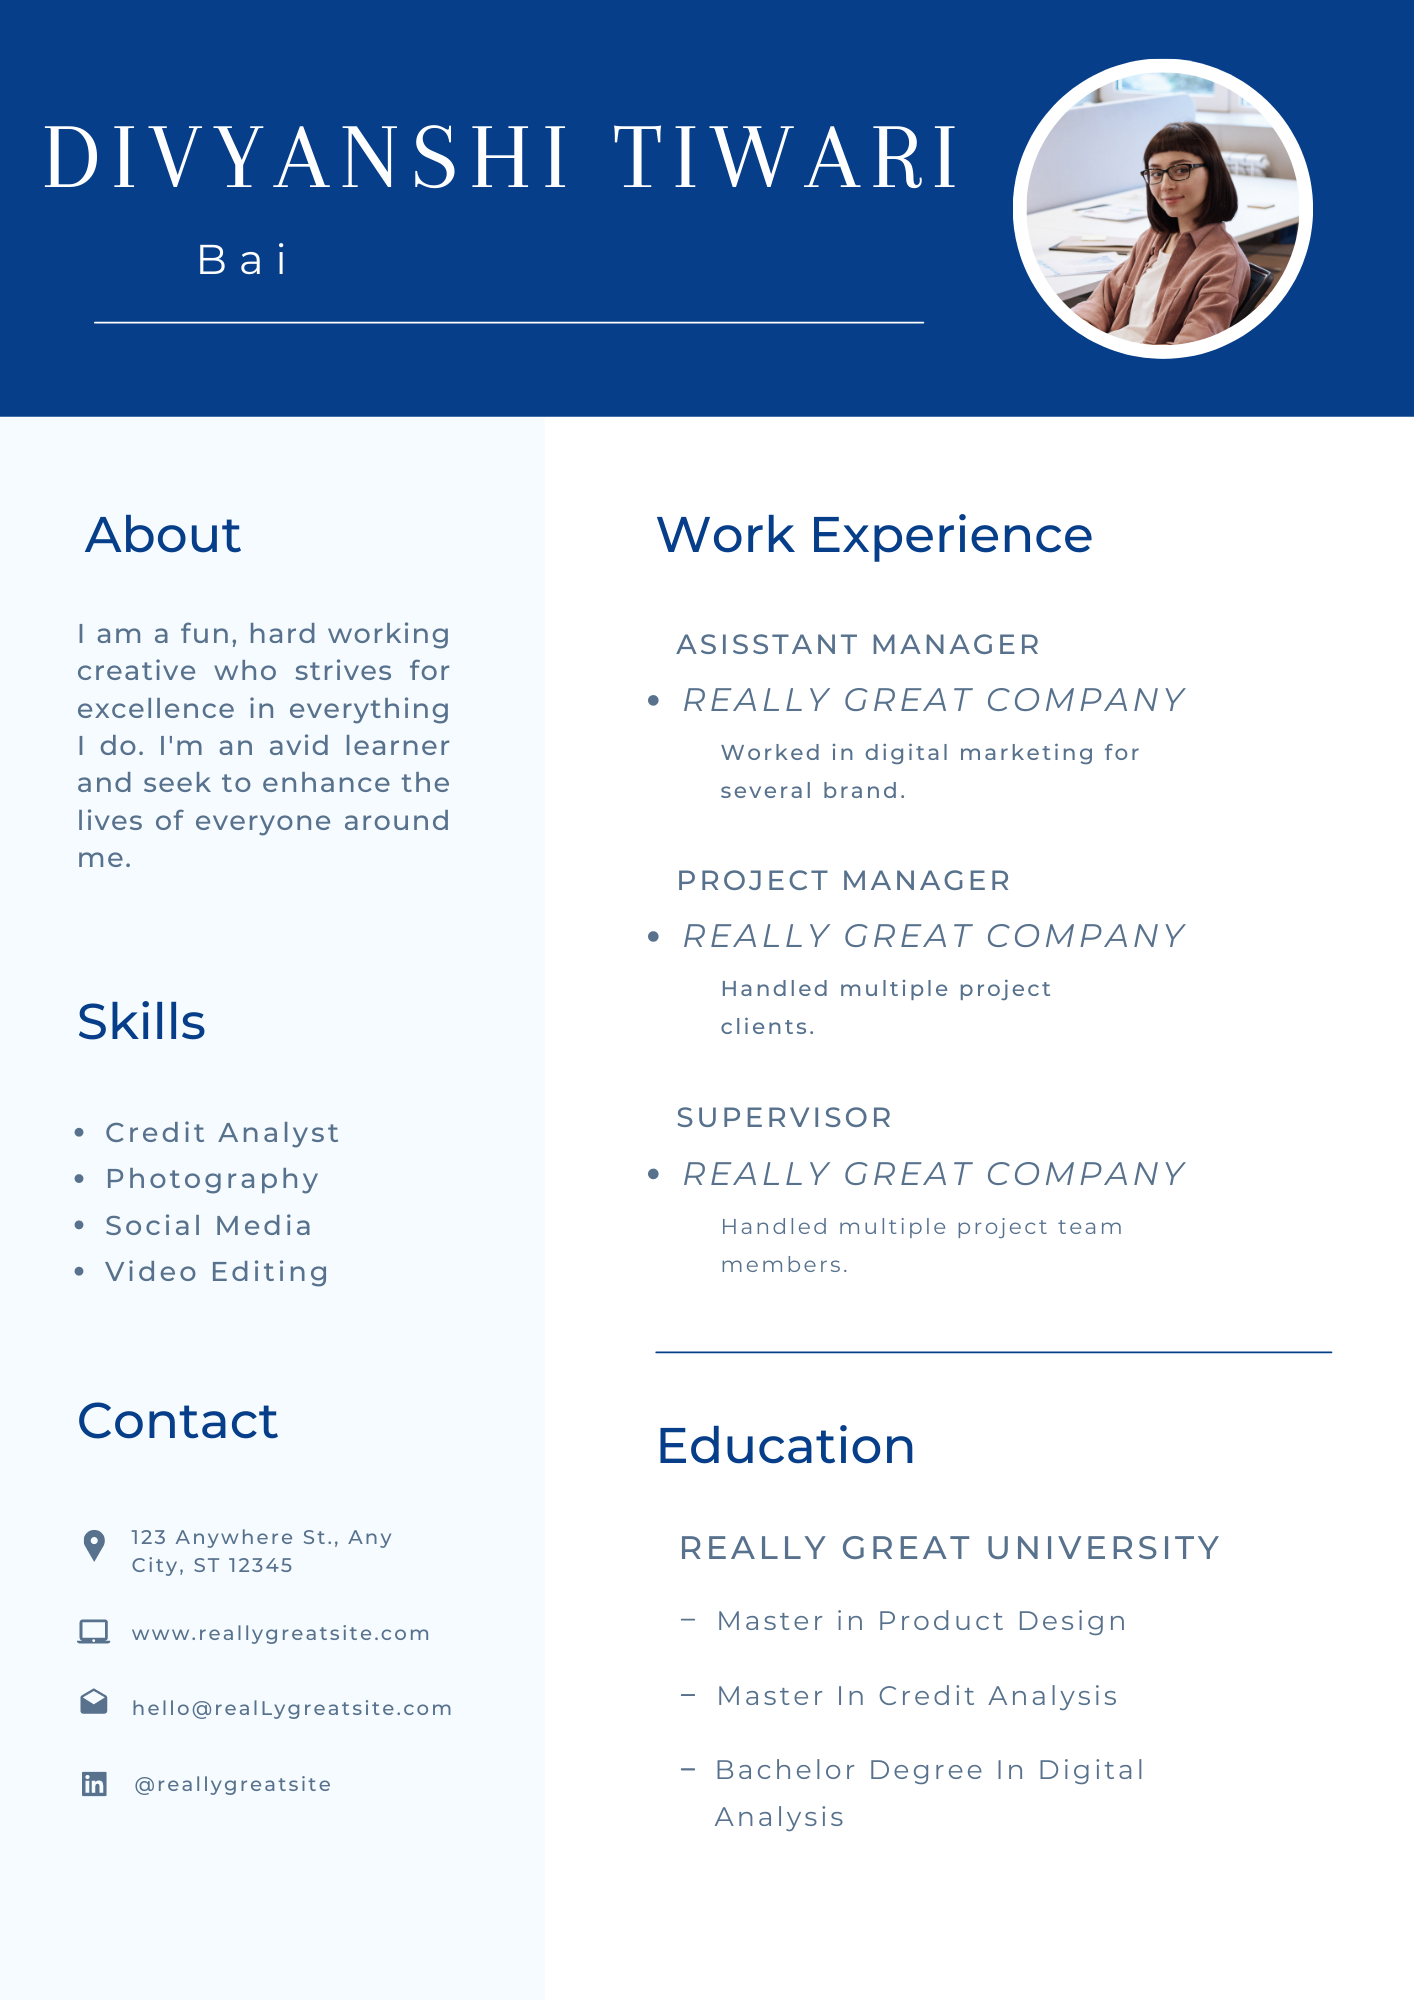 DIVYANSHI TIWARI
Bai
About
I am a fun, hard working
creative who strives for
excellence in everything
I do. I'm an avid learner
and seek to enhance the
lives of everyone around
me.
Skills
• Credit Analyst
• Photography
• Social Media
• Video Editing
Contact
123 Anywhere St., Any
City, ST 12345
www.reallygreatsite.com
hello@realLygreatsite.com
in
@reallygreatsite
Work Experience
ASISSTANT MANAGER
• REALLY GREAT COMPANY
Worked in digital marketing for
several brand.
PROJECT MANAGER
• REALLY GREAT COMPANY
Handled multiple project
clients.
SUPERVISOR
• REALLY GREAT COMPANY
Handled multiple project team
members.
Education
REALLY GREAT UNIVERSITY
– Master in Product Design
– Master In Credit Analysis
– Bachelor Degree In Digital
Analysis